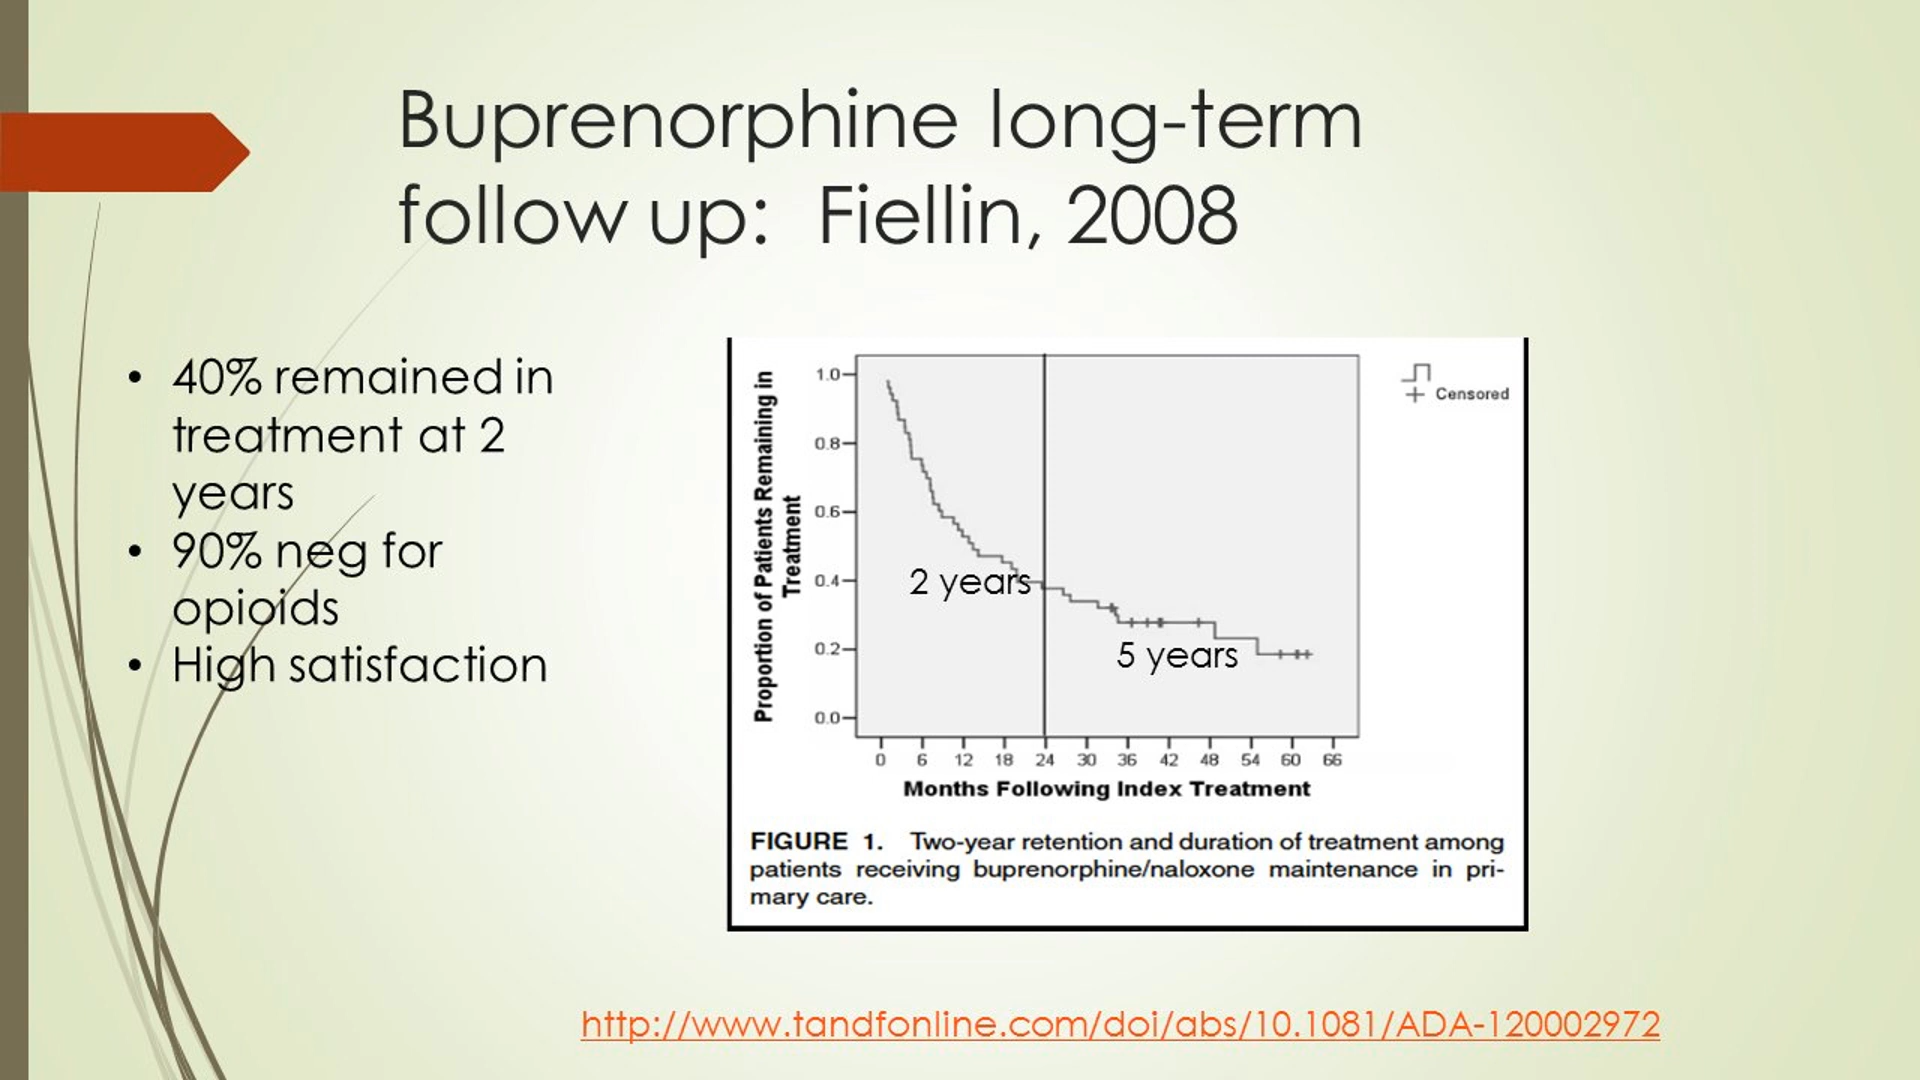 Buprenorphine long-term
follow up:  Fiellin, 2008
• 40% remained in
treatment at 2
years
• 90% neg for
opioids
• High satisfaction
Proportion of Patients Remaining in
Treatment
1.0
0.8
0.6
0.4
0.2
0.0
2 years
5 years
Censored
0 6 12 18 24 30 36 42 48 54 60 66
Months Following Index Treatment
FIGURE 1. Two-year retention and duration of treatment among
patients receiving buprenorphine/naloxone maintenance in pri-
mary care.
http://www.tandfonline.com/doi/abs/10.1081/ADA-120002972